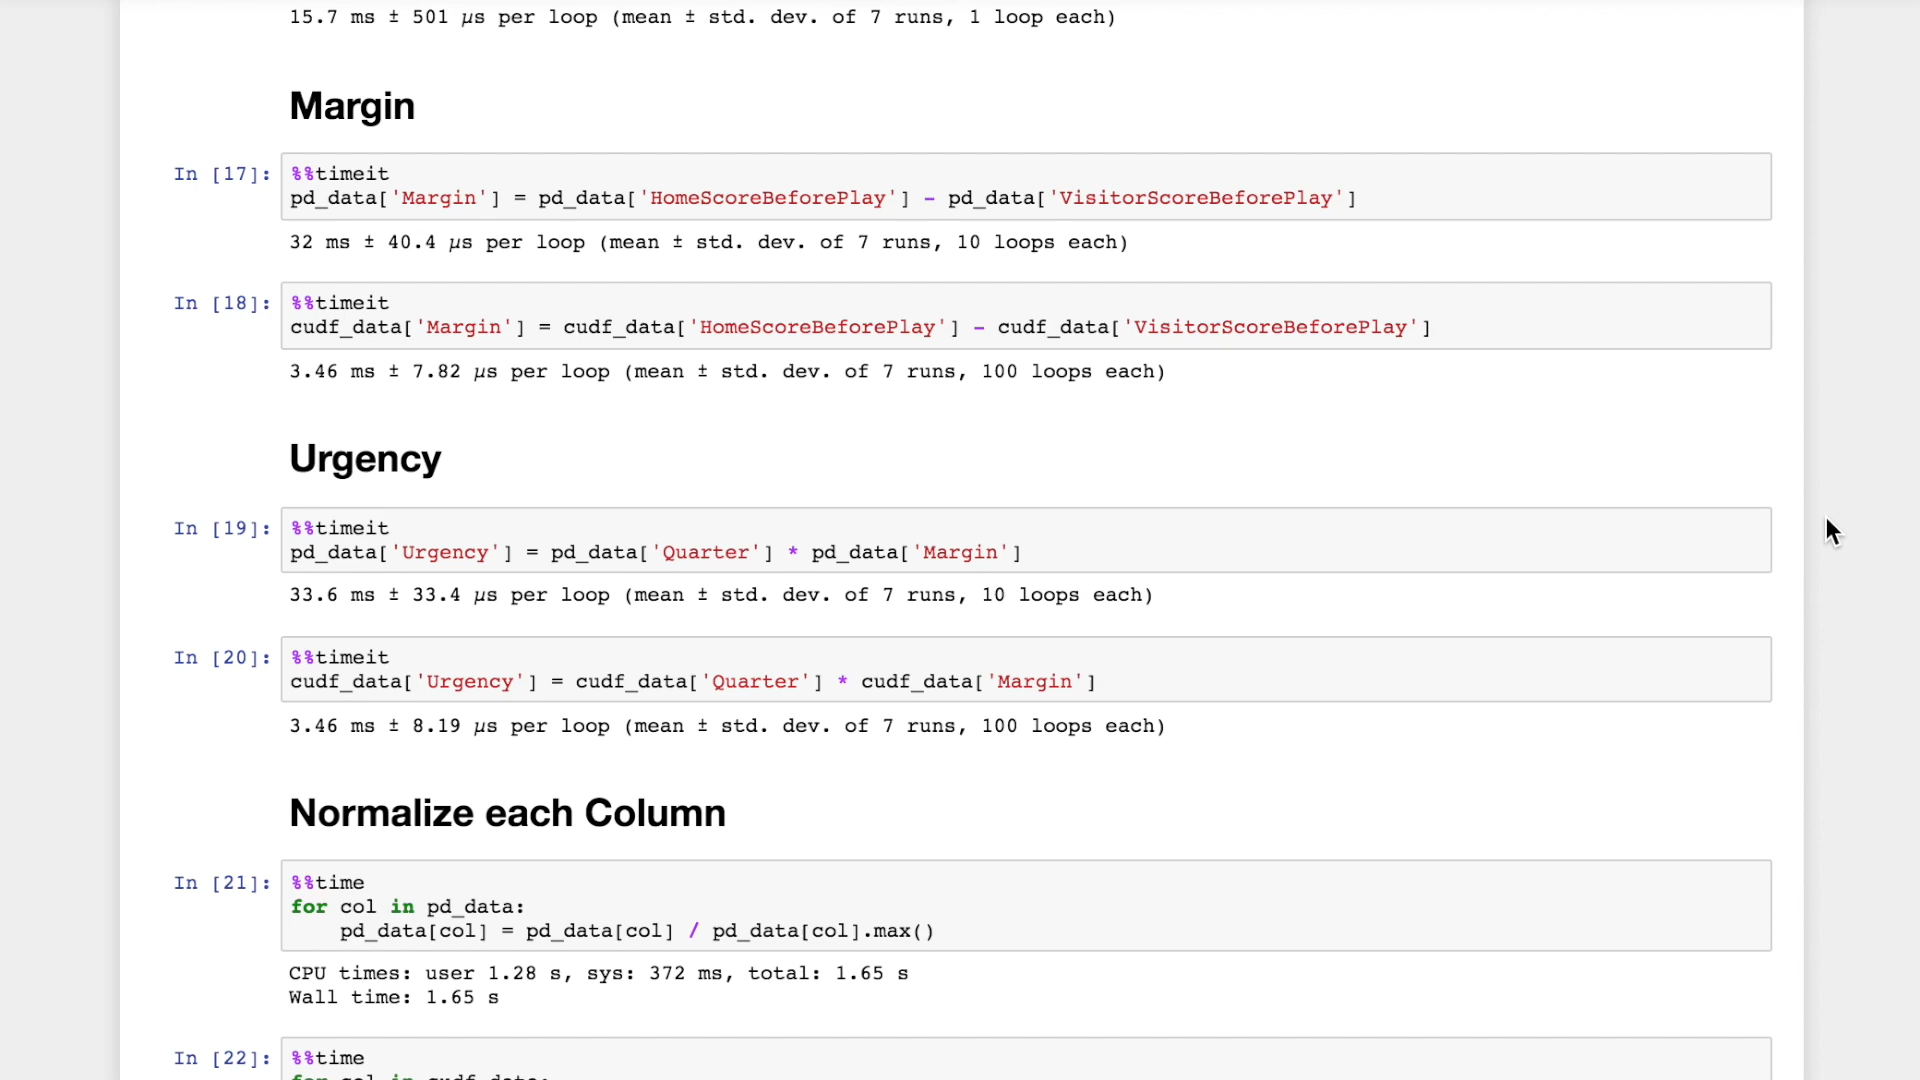 15.7 ms ± 501 µs per loop (mean ± std. dev. of 7 runs, 1 loop each)
Margin
In [17]: %%timeit
pd_data['Margin'] = pd_data['HomeScoreBeforePlay'] - pd_data['VisitorScoreBeforePlay']
32 ms ± 40.4 µs per loop (mean ± std. dev. of 7 runs, 10 loops each)
In [18]: %%timeit
cudf_data['Margin'] = cudf_data['HomeScoreBeforePlay'] - cudf_data['VisitorScoreBeforePlay']
3.46 ms ± 7.82 µs per loop (mean ± std. dev. of 7 runs, 100 loops each)
Urgency
In [19]: %%timeit
pd_data['Urgency'] = pd_data['Quarter'] * pd_data['Margin']
33.6 ms ± 33.4 µs per loop (mean ± std. dev. of 7 runs, 10 loops each)
In [20]: %%timeit
cudf_data['Urgency'] = cudf_data['Quarter'] * cudf_data['Margin']
3.46 ms ± 8.19 µs per loop (mean ± std. dev. of 7 runs, 100 loops each)
Normalize each Column
In [21]: %%time
for col in pd_data:
    pd_data[col] = pd_data[col] / pd_data[col].max()
CPU times: user 1.28 s, sys: 372 ms, total: 1.65 s
Wall time: 1.65 s
In [22]: %%time
for col in cudf_data: